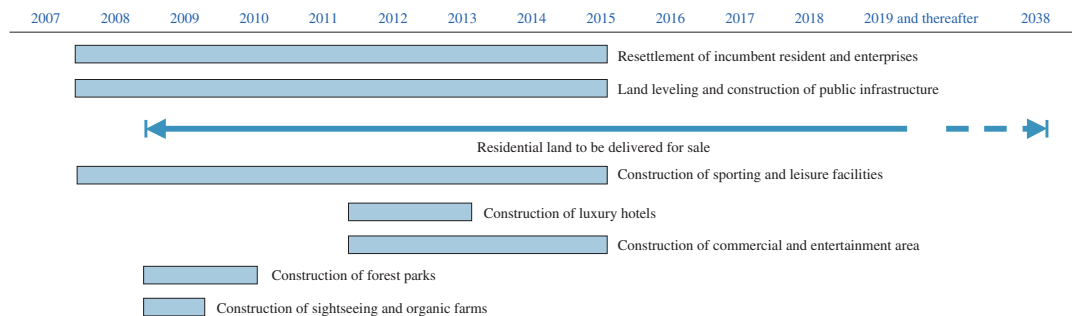 2007 2008 2009 2010 2011 2012 2013 2014 2015 2016 2017 2018 2019 and thereafter 2038
Resettlement of incumbent resident and enterprises
Land leveling and construction of public infrastructure
Residential land to be delivered for sale
Construction of sporting and leisure facilities
Construction of luxury hotels
Construction of commercial and entertainment area
Construction of forest parks
Construction of sightseeing and organic farms